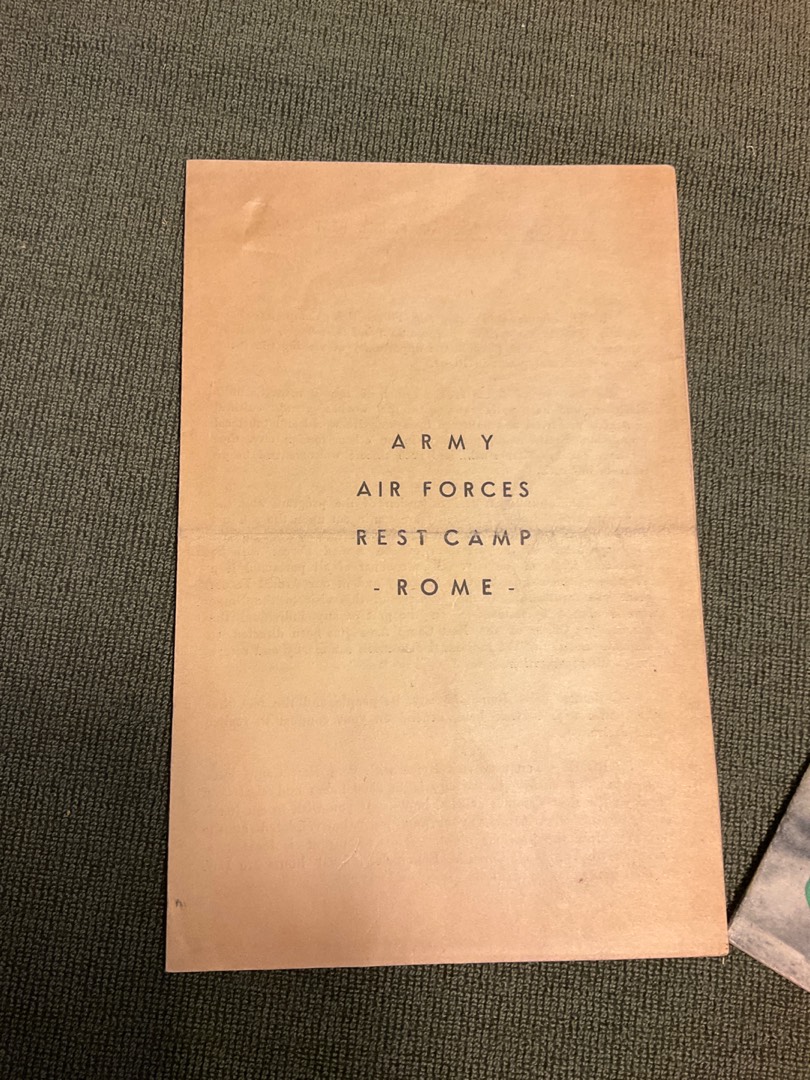 ARMY
AIR FORCES
REST CAMP
- ROME -